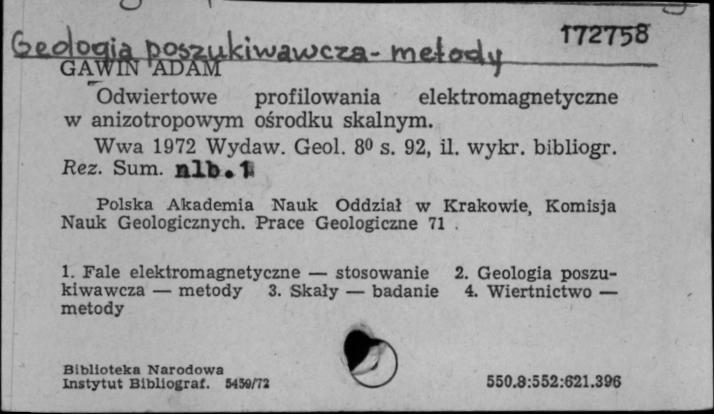 172758
Geologia poszukiwawcza - metody
GAWIN ADAM
Odwiertowe profilowania elektromagnetyczne
w anizotropowym ośrodku skalnym.
Wwa 1972 Wydaw. Geol. 8⁰ s. 92, il. wykr. bibliogr.
Rez. Sum. nlb. 1
Polska Akademia Nauk Oddział w Krakowie, Komisja
Nauk Geologicznych. Prace Geologiczne 71
1. Fale elektromagnetyczne — stosowanie 2. Geologia poszu-
kiwawcza — metody 3. Skały — badanie 4. Wiertnictwo —
metody
Biblioteka Narodowa
Instytut Bibliograf. 5459/72
550.8:552:621.396